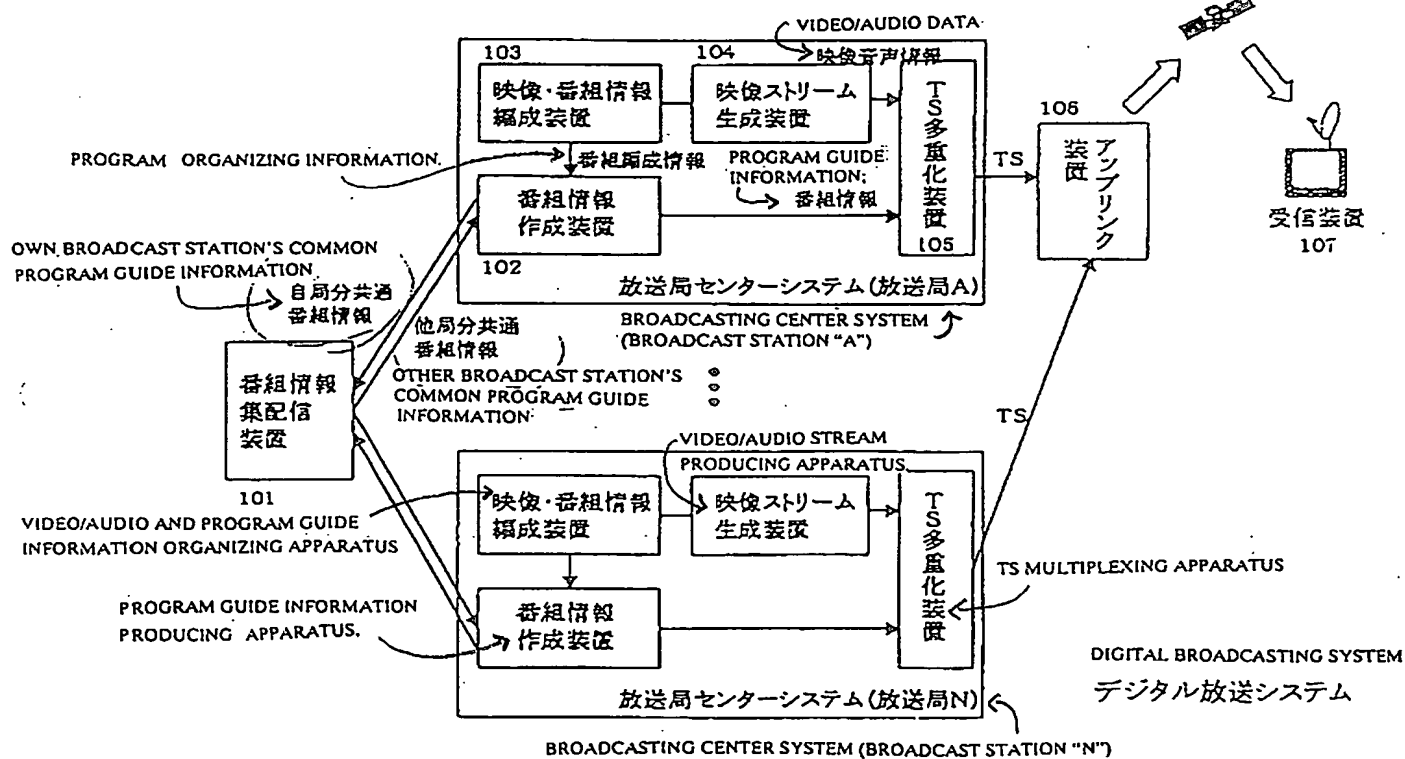 VIDEO/AUDIO DATA
103
104
映像音声情報
映像・番組情報
編成装置
映像ストリーム
生成装置
TS多重化装置
105
106
アンプリンク
装置
TS
PROGRAM ORGANIZING INFORMATION.
番組編成情報
PROGRAM GUIDE
INFORMATION;
番組情報
番組情報
作成装置
102
受信装置
107
OWN BROADCAST STATION'S COMMON
PROGRAM GUIDE INFORMATION
自局分共通
番組情報
放送局センターシステム(放送局A)
BROADCASTING CENTER SYSTEM
(BROADCAST STATION "A")
他局分共通
番組情報
OTHER BROADCAST STATION'S
COMMON PROGRAM GUIDE
INFORMATION
番組情報
集配信
装置
101
TS
VIDEO/AUDIO STREAM
PRODUCING APPARATUS
映像・番組情報
編成装置
映像ストリーム
生成装置
TS多重化装置
VIDEO/AUDIO AND PROGRAM GUIDE
INFORMATION ORGANIZING APPARATUS
TS MULTIPLEXING APPARATUS
PROGRAM GUIDE INFORMATION
PRODUCING APPARATUS.
番組情報
作成装置
DIGITAL BROADCASTING SYSTEM
デジタル放送システム
放送局センターシステム(放送局N)
BROADCASTING CENTER SYSTEM (BROADCAST STATION "N")